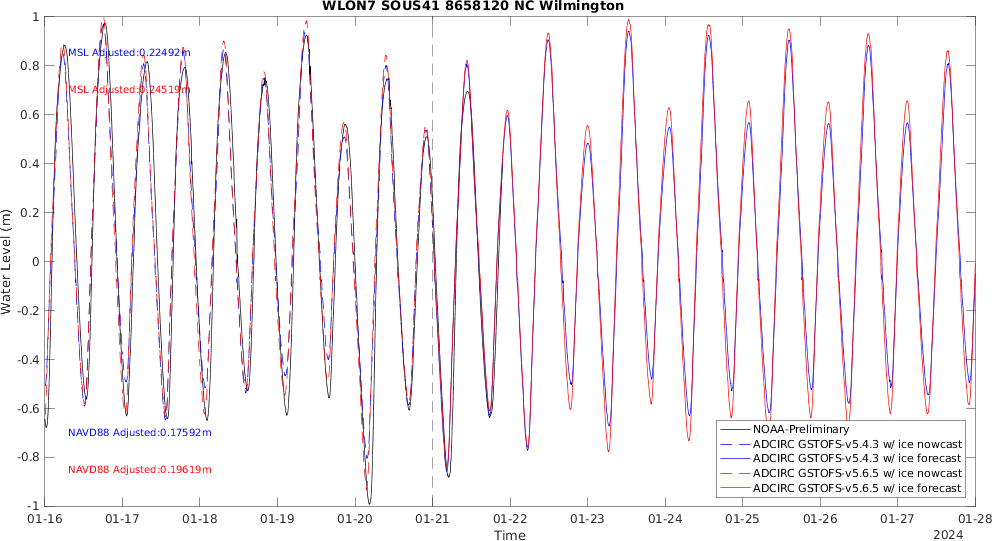 WLON7 SOUS41 8658120 NC Wilmington
1
0.8
0.6
0.4
0.2
0
-0.2
-0.4
-0.6
-0.8
-1
Water Level (m)
MSL Adjusted:0.22492m
MSL Adjusted:0.24519m
NAVD88 Adjusted:0.17592m
NAVD88 Adjusted:0.19619m
NOAA-Preliminary
ADCIRC GSTOFS-v5.4.3 w/ ice nowcast
ADCIRC GSTOFS-v5.4.3 w/ ice forecast
ADCIRC GSTOFS-v5.6.5 w/ ice nowcast
ADCIRC GSTOFS-v5.6.5 w/ ice forecast
01-16 01-17 01-18 01-19 01-20 01-21 01-22 01-23 01-24 01-25 01-26 01-27 01-28
Time
2024